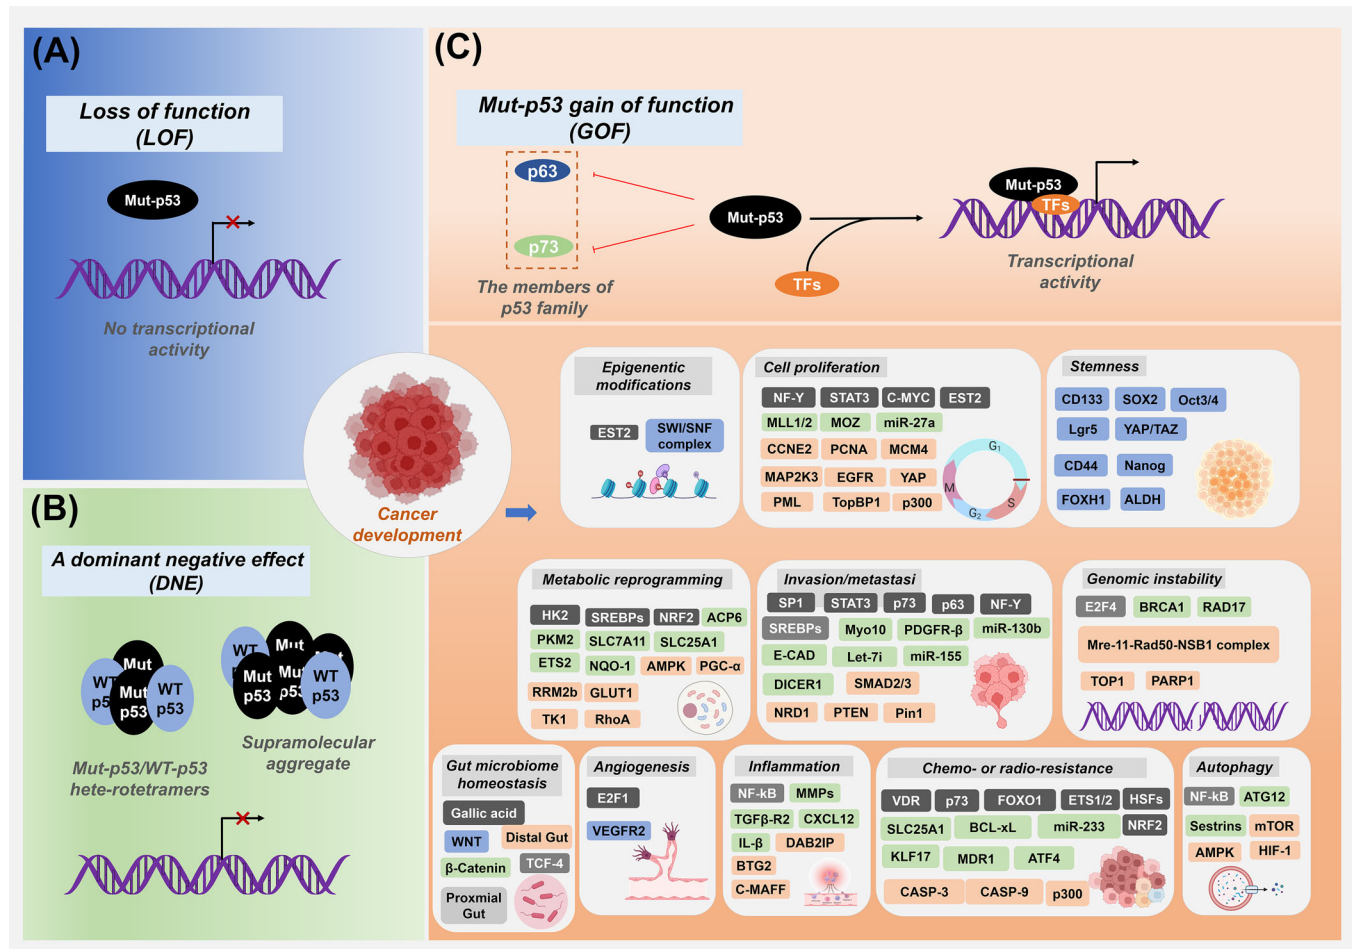 (A)
Loss of function
(LOF)
Mut-p53
No transcriptional
activity
(B)
A dominant negative effect
(DNE)
WT
p5
Mut
Mut
p53
WT
p53
Mut-p53/WT-p53
hete-rotetramers
WT
Mut
Mut
p53
Mut
p53
WT
p53
Supramolecular
aggregate
Cancer
development
(C)
Mut-p53 gain of function
(GOF)
p63
p73
The members of
p53 family
Mut-p53
TFs
Mut-p53
TFs
Transcriptional
activity
Epigenentic
modifications
EST2
SWI/SNF
complex
Cell proliferation
NF-Y STAT3 C-MYC EST2
MLL1/2 MOZ miR-27a
CCNE2 PCNA MCM4
MAP2K3 EGFR YAP
PML TopBP1 p300
G1
S
G2
M
Stemness
CD133 SOX2 Oct3/4
Lgr5 YAP/TAZ
CD44 Nanog
FOXH1 ALDH
Metabolic reprogramming
HK2 SREBPs NRF2 ACP6
PKM2 SLC7A11 SLC25A1
ETS2 NQO-1 AMPK PGC-α
RRM2b GLUT1
TK1 RhoA
Invasion/metastasi
SP1 STAT3 p73 p63 NF-Y
SREBPs Myo10 PDGFR-β miR-130b
E-CAD Let-7i miR-155
DICER1 SMAD2/3
NRD1 PTEN Pin1
Genomic instability
E2F4 BRCA1 RAD17
Mre-11-Rad50-NSB1 complex
TOP1 PARP1
Gut microbiome
homeostasis
Gallic acid
WNT Distal Gut
β-Catenin TCF-4
Proxmial
Gut
Angiogenesis
E2F1
VEGFR2
Inflammation
NF-kB MMPs
TGFβ-R2 CXCL12
IL-β DAB2IP
BTG2
C-MAFF
Chemo- or radio-resistance
VDR p73 FOXO1 ETS1/2 HSFs
SLC25A1 BCL-xL miR-233 NRF2
KLF17 MDR1 ATF4
CASP-3 CASP-9 p300
Autophagy
NF-kB ATG12
Sestrins mTOR
AMPK HIF-1